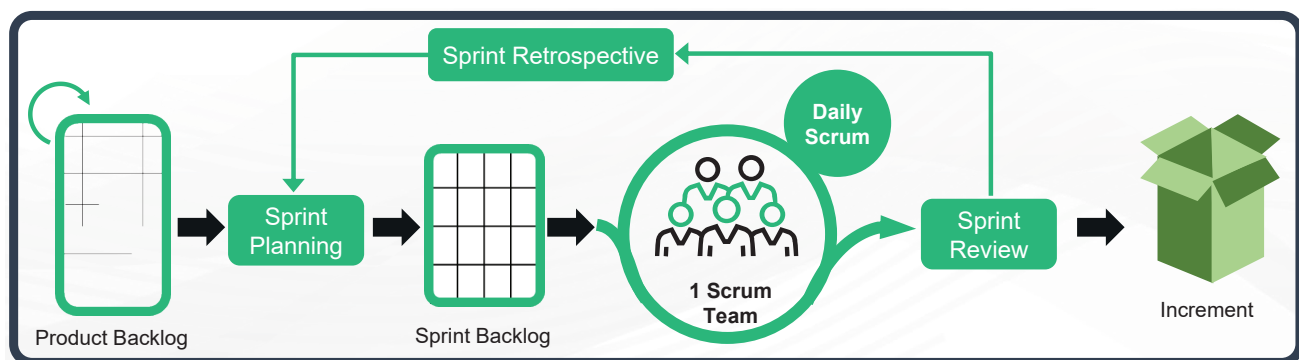 Sprint Retrospective
Daily
Scrum
Sprint
Planning
Sprint
Review
1 Scrum
Team
Product Backlog
Sprint Backlog
Increment